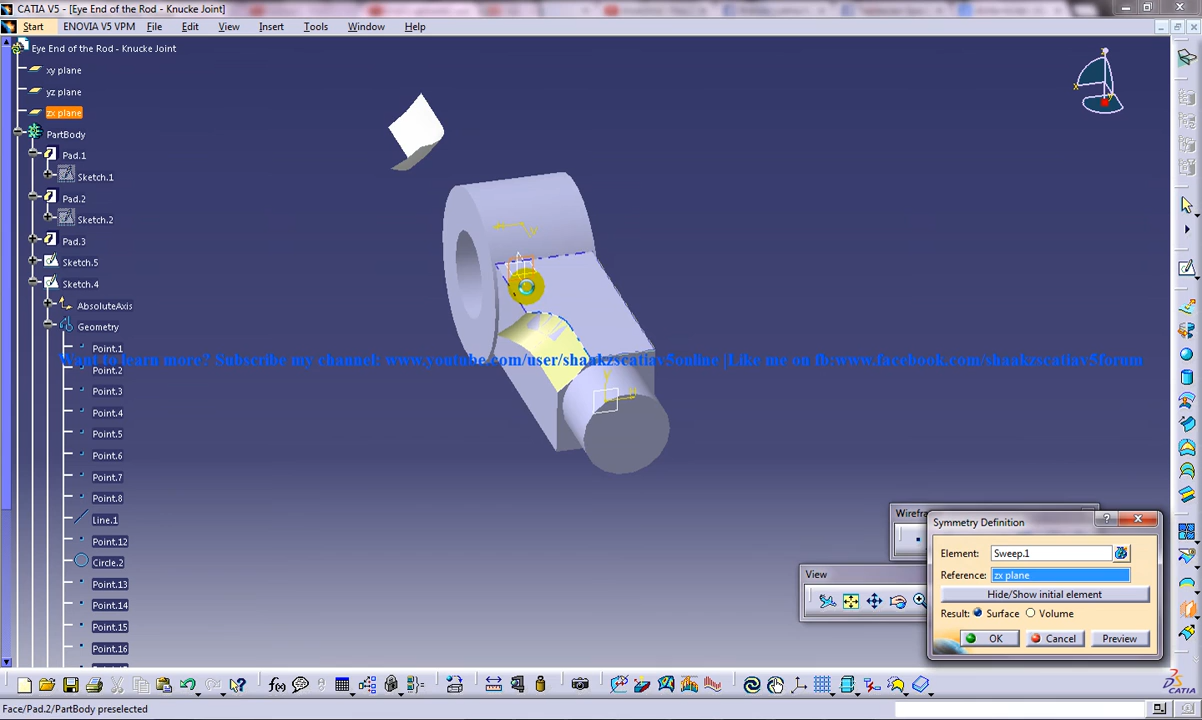 CATIA V5 - [Eye End of the Rod - Knucke Joint]
Start ENOVIA V5 VPM File Edit View Insert Tools Window Help
Eye End of the Rod - Knucke Joint
xy plane
yz plane
zx plane
PartBody
Pad.1
Sketch.1
Pad.2
Sketch.2
Pad.3
Sketch.5
Sketch.4
AbsoluteAxis
Geometry
Point.1
Want to learn more? Subscribe my channel: www.youtube.com/user/shaakzscatiav5online |Like me on fb:www.facebook.com/shaakzscatiav5forum
Point.2
Point.3
Point.4
Point.5
Point.6
Point.7
Point.8
Line.1
Point.12
Circle.2
Point.13
Point.14
Point.15
Point.16
Wirefra
View
Symmetry Definition
Element: Sweep.1
Reference: zx plane
Hide/Show initial element
Result: Surface Volume
OK Cancel Preview
Face/Pad.2/PartBody preselected
CATIA